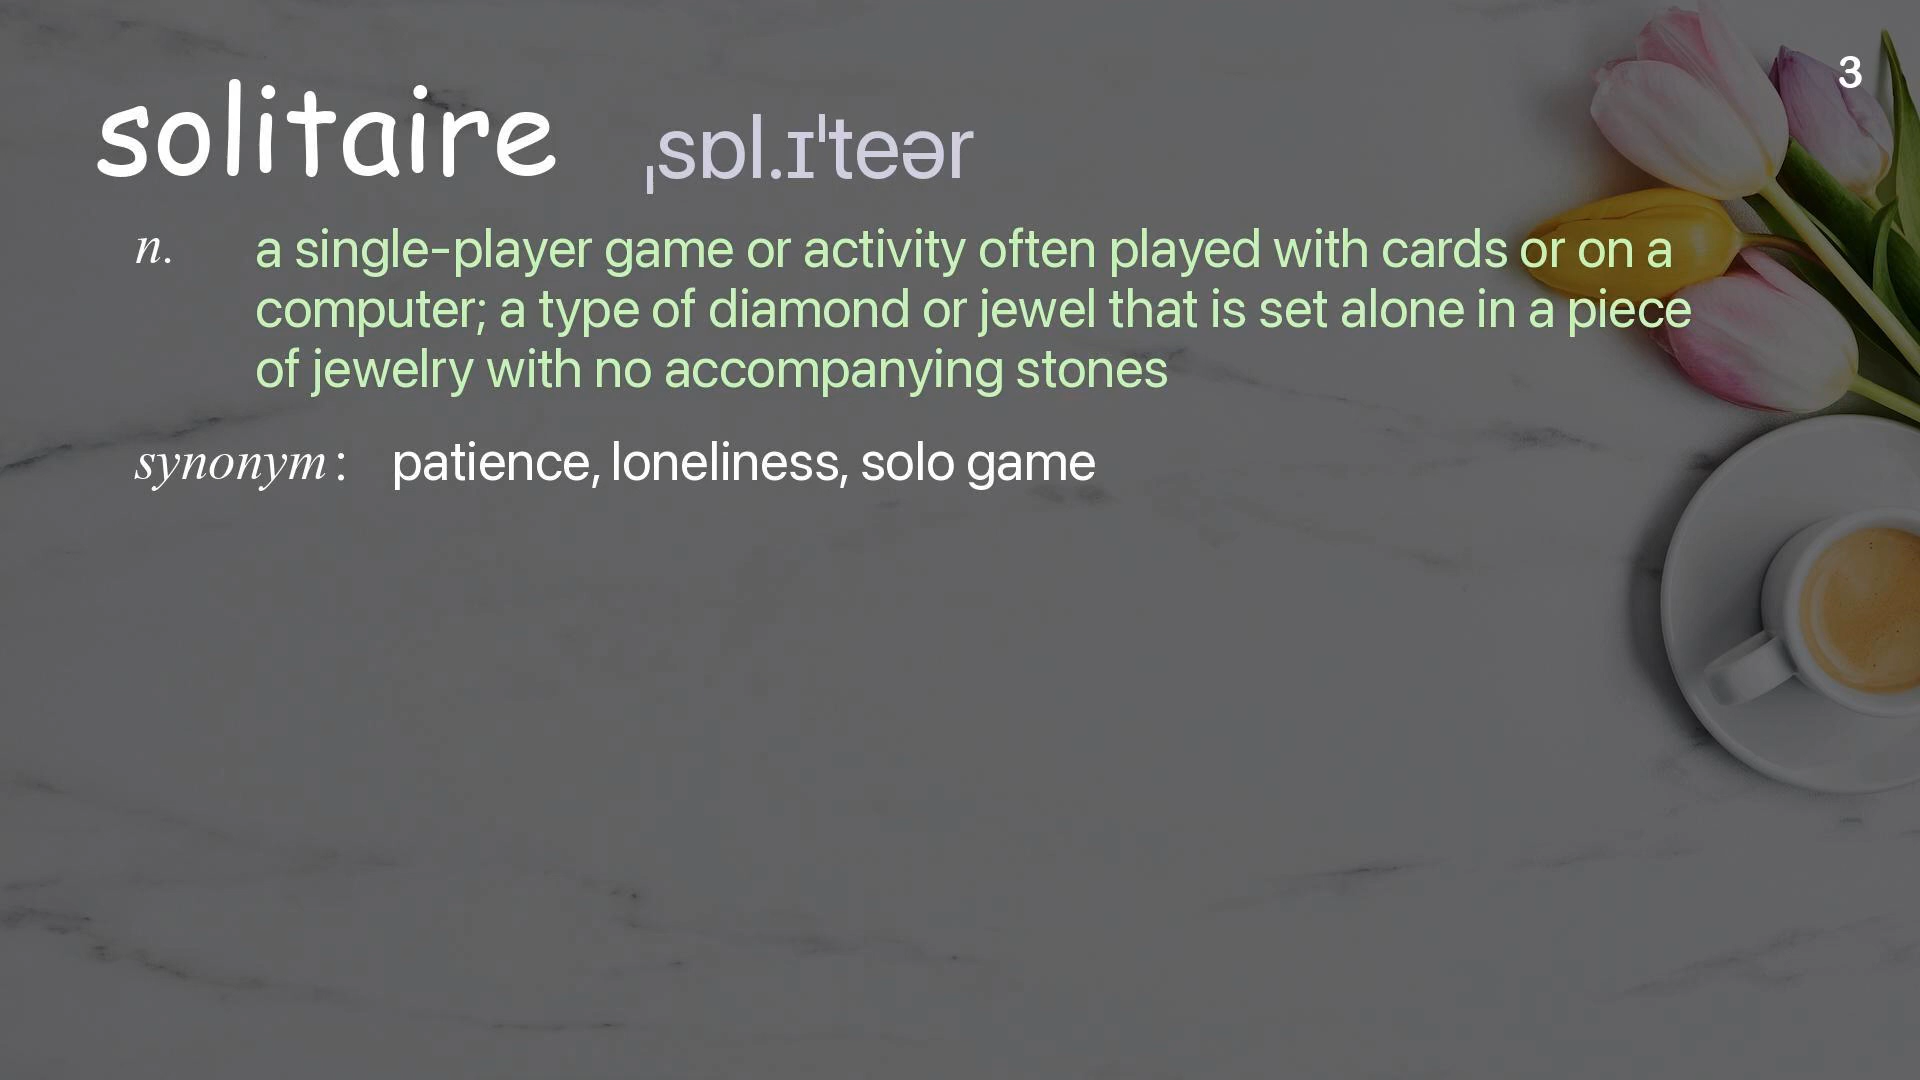 3
solitaire ˌsɒl.ɪˈteər
n. a single-player game or activity often played with cards or on a
computer; a type of diamond or jewel that is set alone in a piece
of jewelry with no accompanying stones
synonym: patience, loneliness, solo game